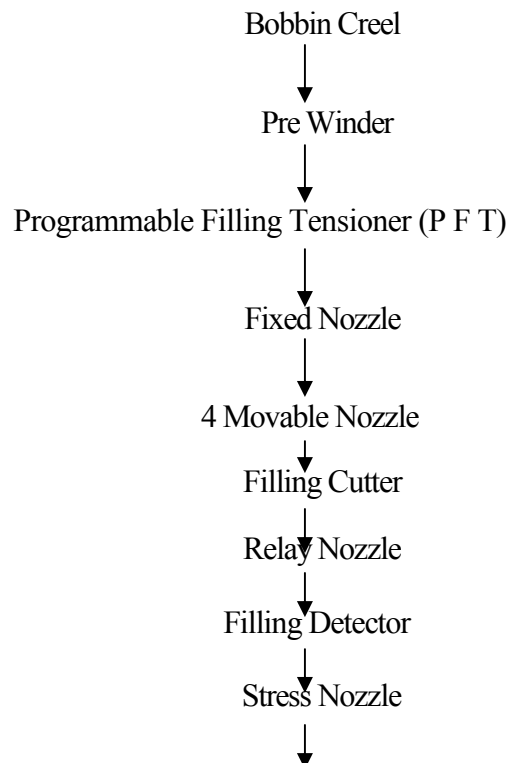 Bobbin Creel
Pre Winder
Programmable Filling Tensioner (P F T)
Fixed Nozzle
4 Movable Nozzle
Filling Cutter
Relay Nozzle
Filling Detector
Stress Nozzle